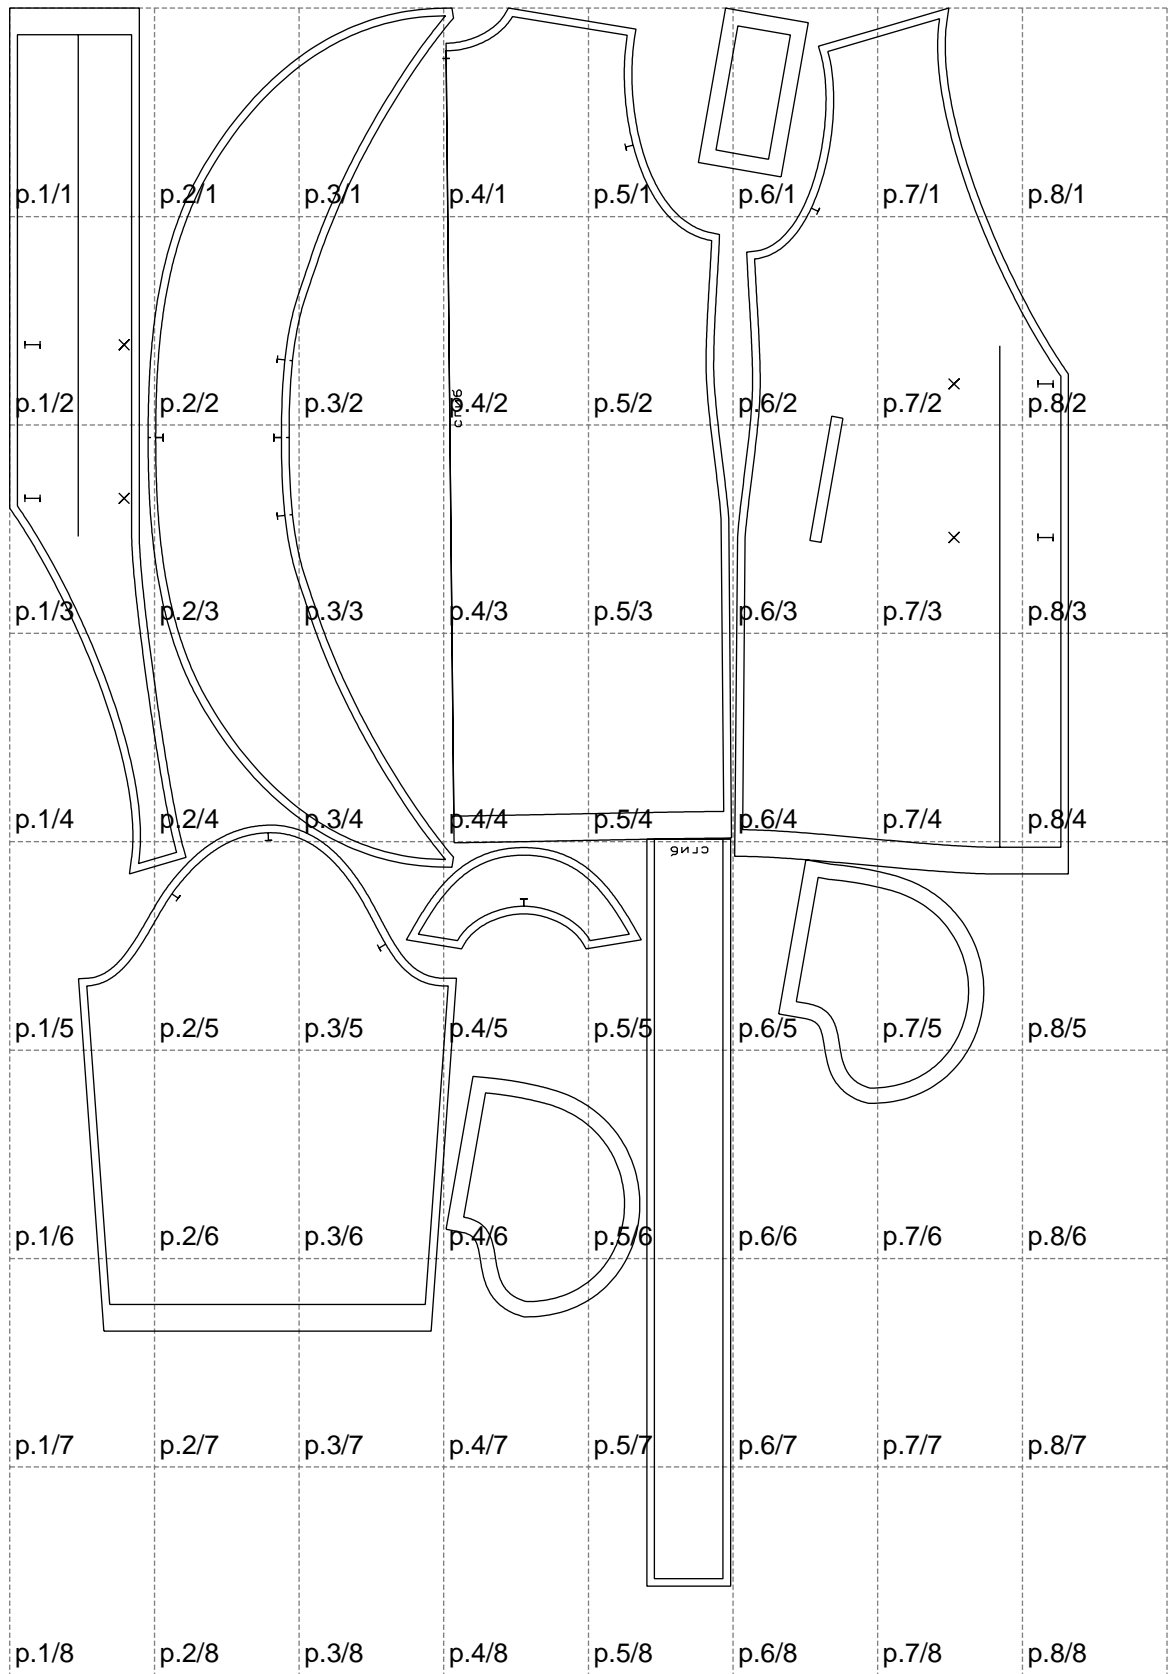 p.1/1 p.2/1 p.3/1 p.4/1 p.5/1 p.6/1 p.7/1 p.8/1
p.1/2 p.2/2 p.3/2 p.4/2 p.5/2 p.6/2 p.7/2 p.8/2
сгиб
p.1/3 p.2/3 p.3/3 p.4/3 p.5/3 p.6/3 p.7/3 p.8/3
p.1/4 p.2/4 p.3/4 p.4/4 p.5/4 p.6/4 p.7/4 p.8/4
сгиб
p.1/5 p.2/5 p.3/5 p.4/5 p.5/5 p.6/5 p.7/5 p.8/5
p.1/6 p.2/6 p.3/6 p.4/6 p.5/6 p.6/6 p.7/6 p.8/6
p.1/7 p.2/7 p.3/7 p.4/7 p.5/7 p.6/7 p.7/7 p.8/7
p.1/8 p.2/8 p.3/8 p.4/8 p.5/8 p.6/8 p.7/8 p.8/8